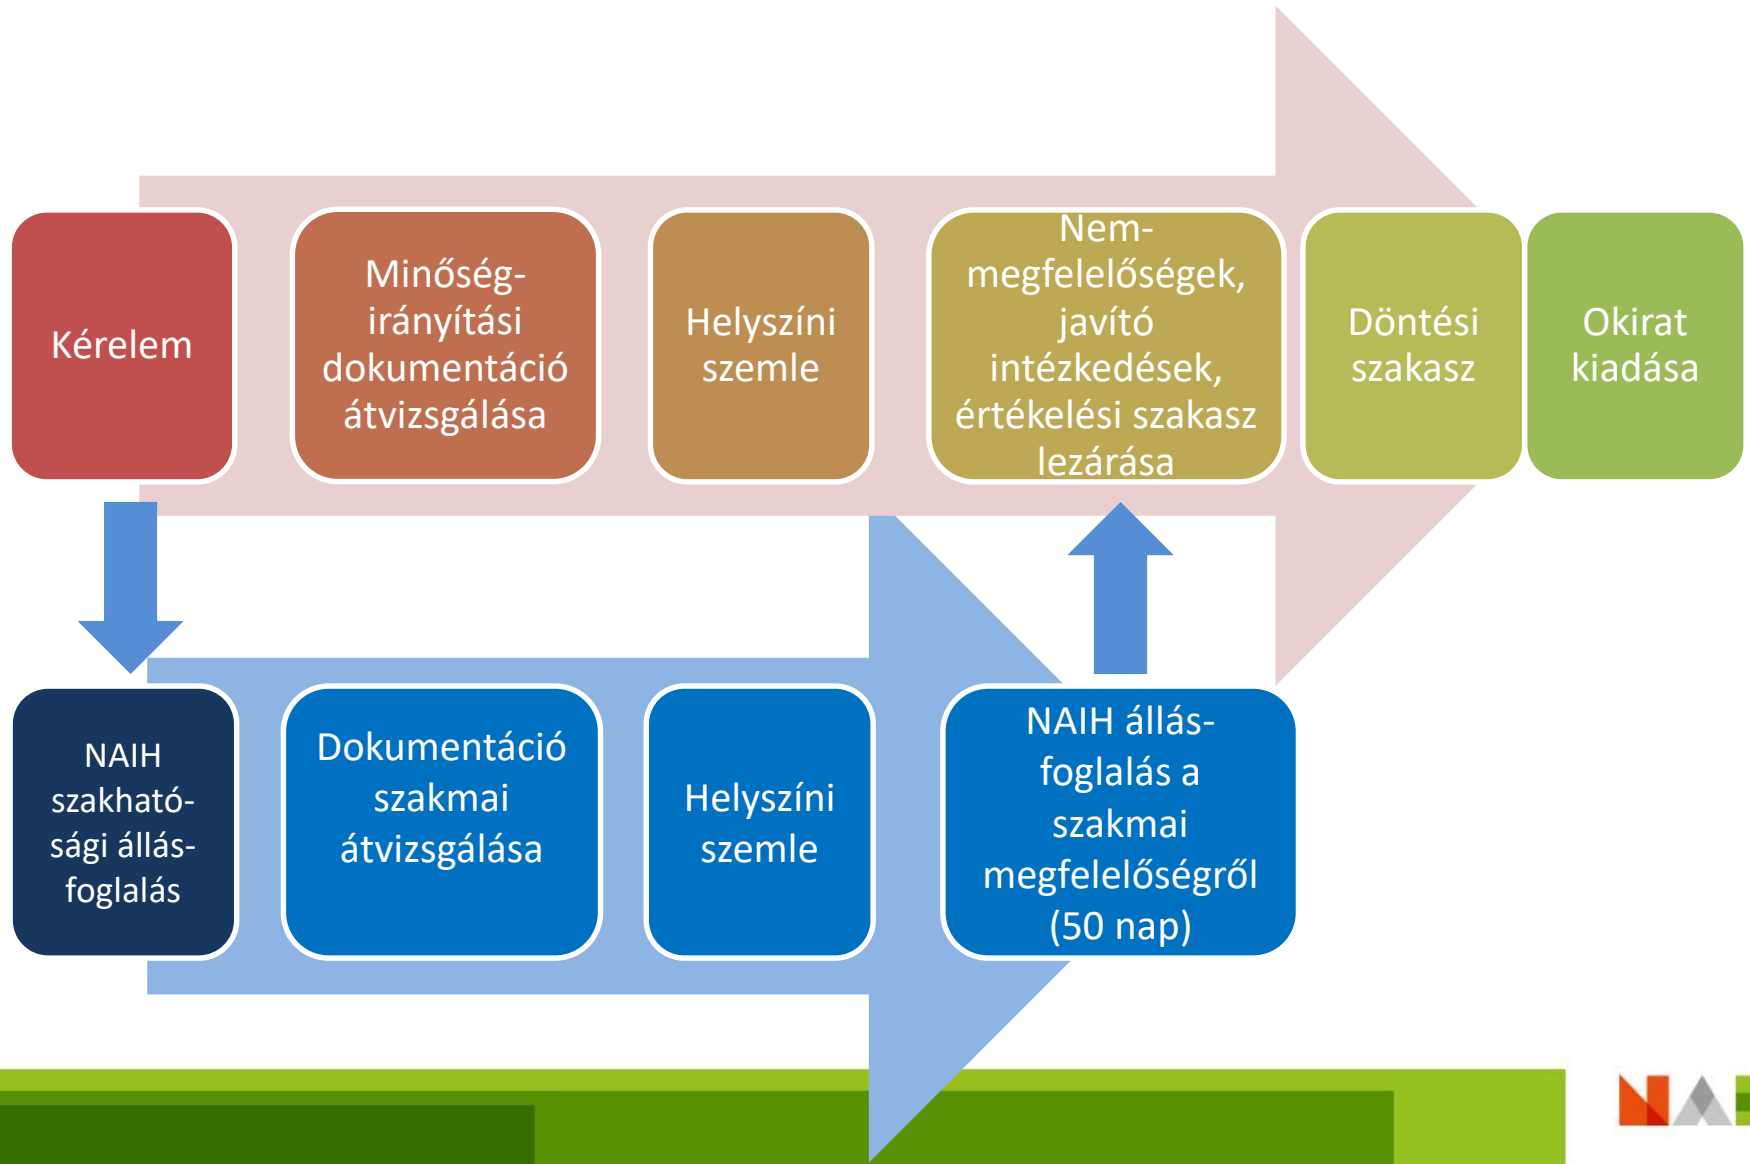 Kérelem
Minőség-
irányítási
dokumentáció
átvizsgálása
Helyszíni
szemle
Nem-
megfelelőségek,
javító
intézkedések,
értékelési szakasz
lezárása
Döntési
szakasz
Okirat
kiadása
NAIH
szakható-
sági állás-
foglalás
Dokumentáció
szakmai
átvizsgálása
Helyszíni
szemle
NAIH állás-
foglalás a
szakmai
megfelelőségről
(50 nap)